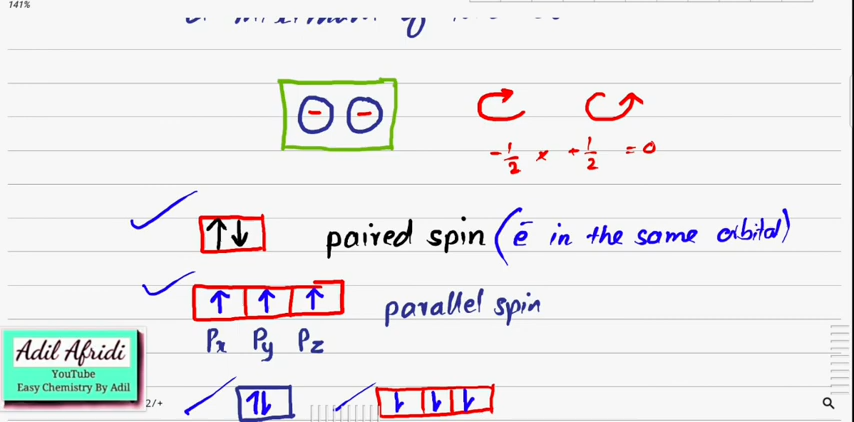 141%
- -
-1/2 × +1/2 = 0
↑↓ paired spin (ē in the same orbital)
↑ ↑ ↑ parallel spin
Px Py Pz
Adil Afridi
YouTube
Easy Chemistry By Adil
2/+